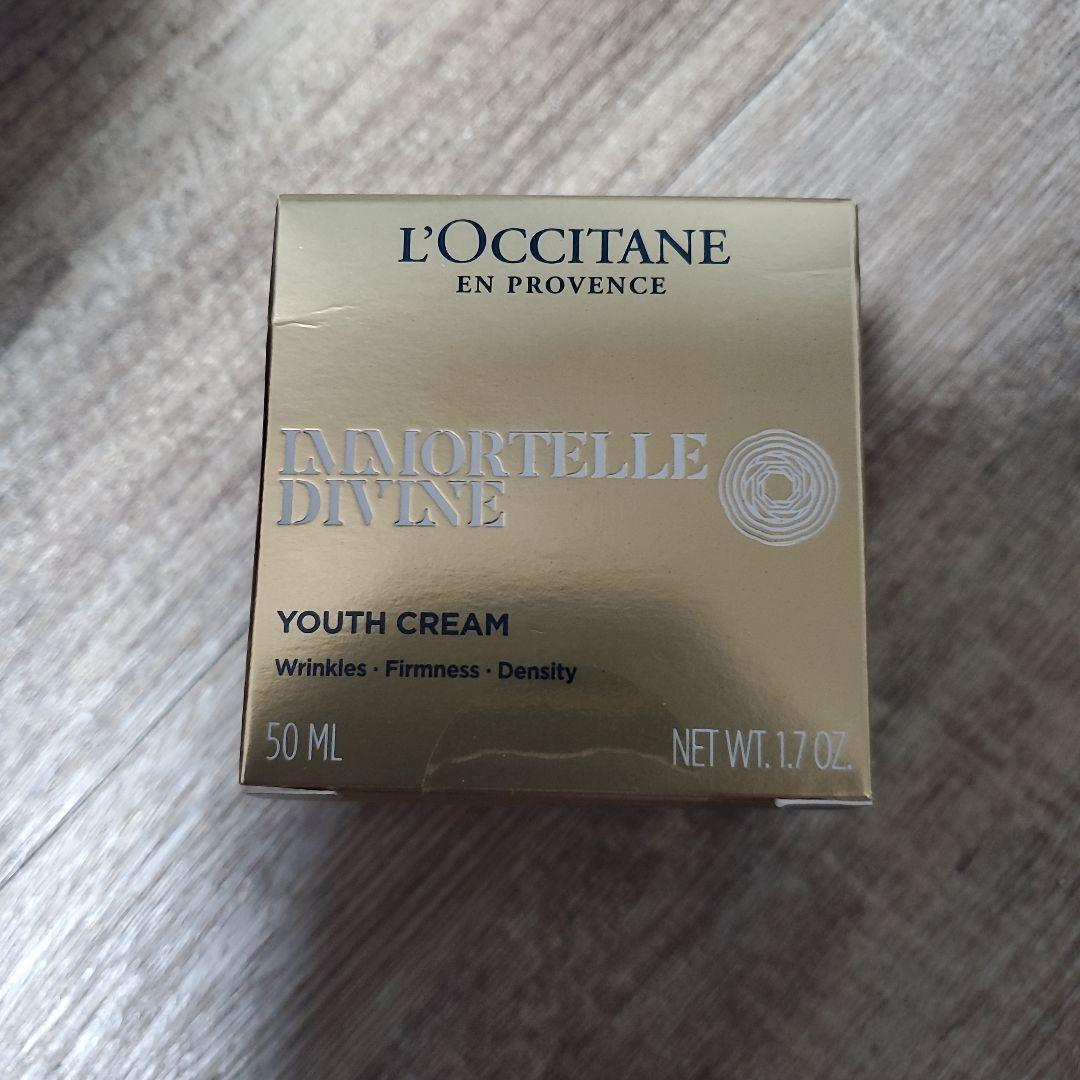 L'OCCITANE
EN PROVENCE
IMMORTELLE
DIVINE
YOUTH CREAM
Wrinkles · Firmness · Density
50 ML NET WT. 1.7 OZ.